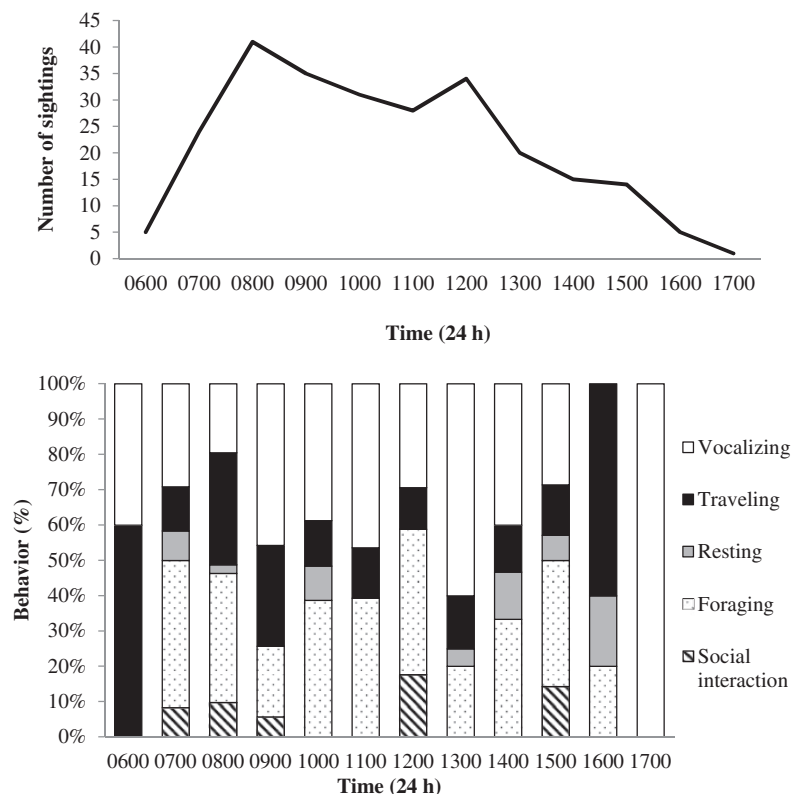 45
40
35
30
25
20
15
10
5
0
Number of sightings
0600 0700 0800 0900 1000 1100 1200 1300 1400 1500 1600 1700
Time (24 h)
100%
90%
80%
70%
60%
50%
40%
30%
20%
10%
0%
Behavior (%)
Vocalizing
Traveling
Resting
Foraging
Social
interaction
0600 0700 0800 0900 1000 1100 1200 1300 1400 1500 1600 1700
Time (24 h)